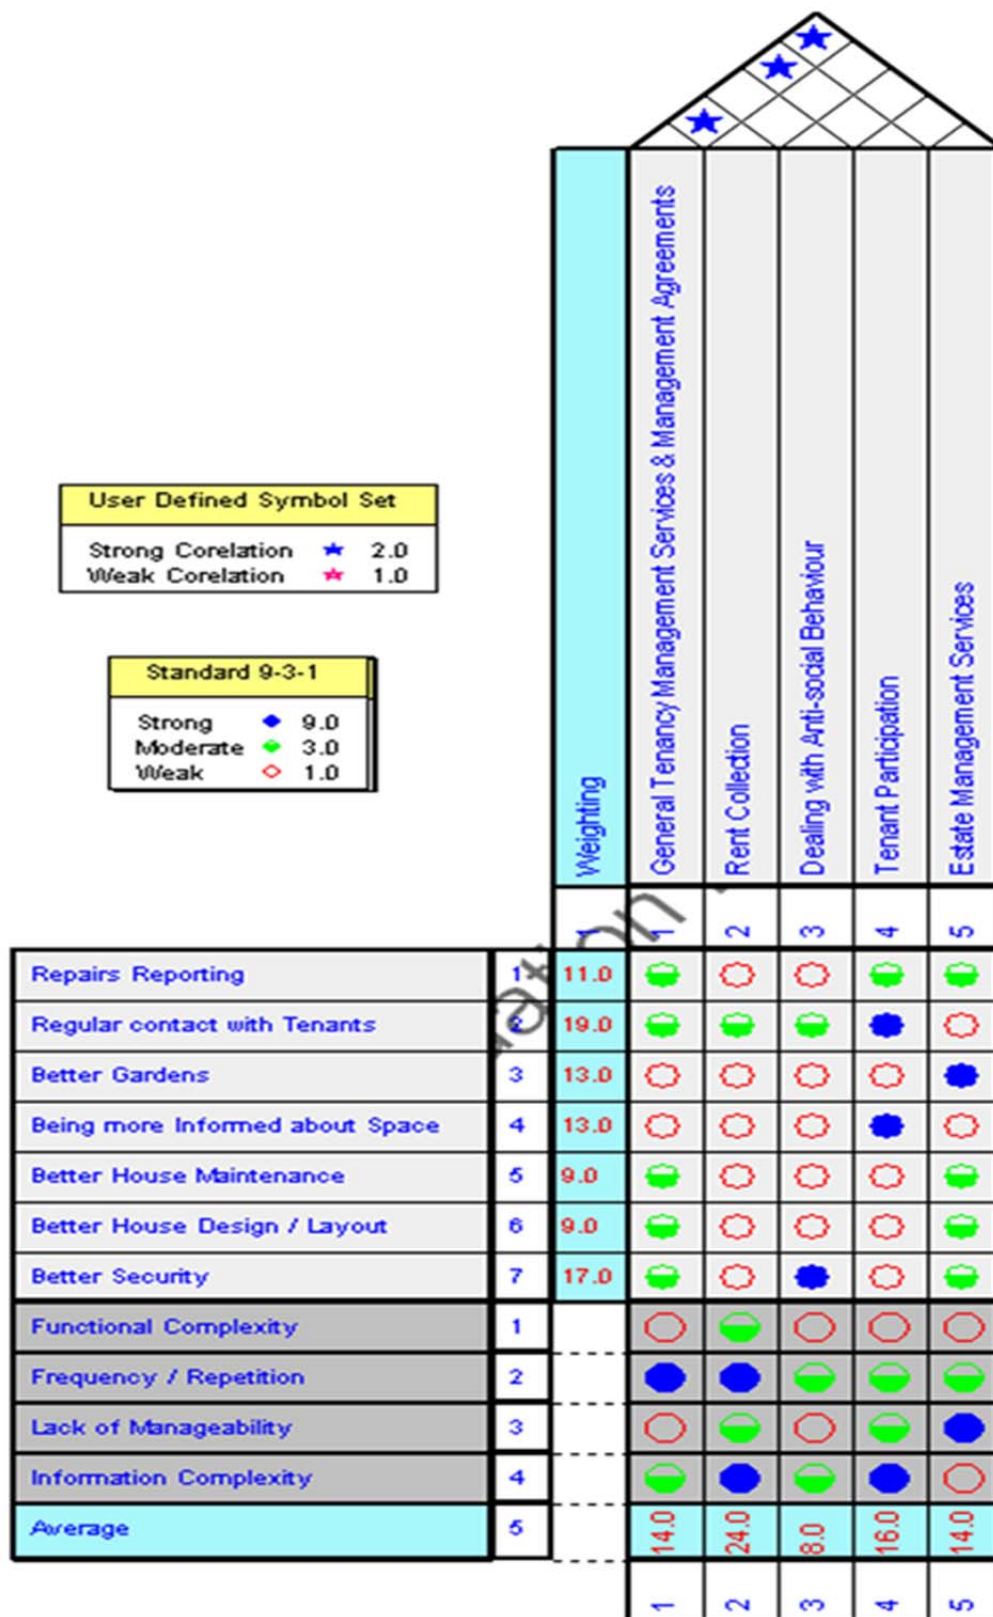 User Defined Symbol Set
Strong Corelation 2.0
Weak Corelation 1.0
Standard 9-3-1
Strong 9.0
Moderate 3.0
Weak 1.0
Weighting
General Tenancy Management Services & Management Agreements
Rent Collection
Dealing with Anti-social Behaviour
Tenant Participation
Estate Management Services
1 1 2 3 4 5
Repairs Reporting 1 11.0
Regular contact with Tenants 2 19.0
Better Gardens 3 13.0
Being more Informed about Space 4 13.0
Better House Maintenance 5 9.0
Better House Design / Layout 6 9.0
Better Security 7 17.0
Functional Complexity 1
Frequency / Repetition 2
Lack of Manageability 3
Information Complexity 4
Average 5 14.0 24.0 8.0 16.0 14.0
1 2 3 4 5